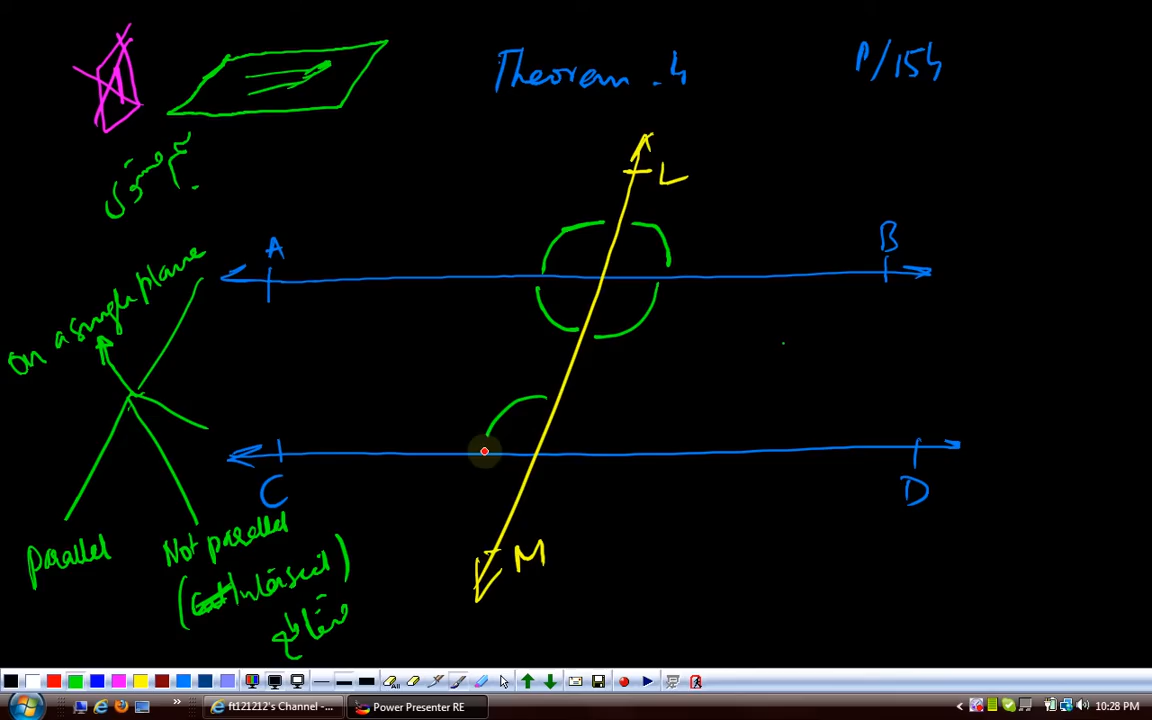 Theorem . 4
P/154
L
A
B
On a single plane
C
D
Parallel
Not parallel
M
ft121212's Channel -...
Power Presenter RE
10:28 PM